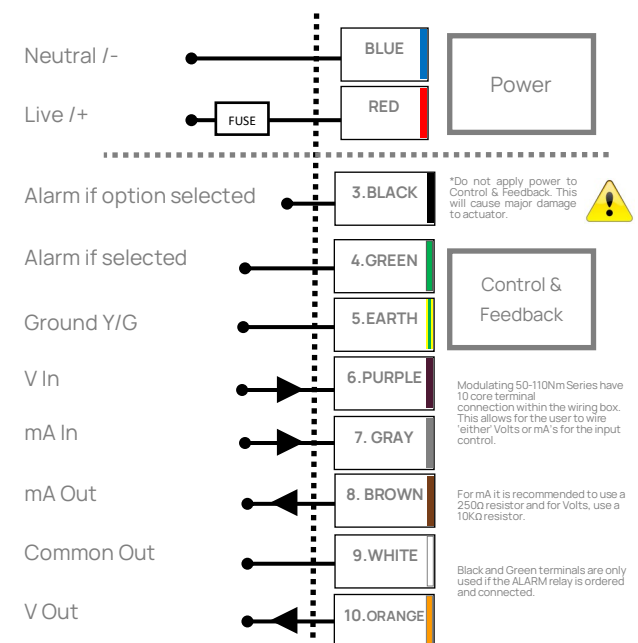 Neutral /-
BLUE
Power
Live /+
FUSE
RED
Alarm if option selected
3.BLACK
*Do not apply power to
Control & Feedback. This
will cause major damage
to actuator.
Alarm if selected
4.GREEN
Control &
Feedback
Ground Y/G
5.EARTH
V In
6.PURPLE
Modulating 50-110Nm Series have
10 core terminal
connection within the wiring box.
This allows for the user to wire
'either' Volts or mA's for the input
control.
mA In
7. GRAY
mA Out
8. BROWN
For mA it is recommended to use a
250Ω resistor and for Volts, use a
10KΩ resistor.
Common Out
9.WHITE
Black and Green terminals are only
used if the ALARM relay is ordered
and connected.
V Out
10.ORANGE